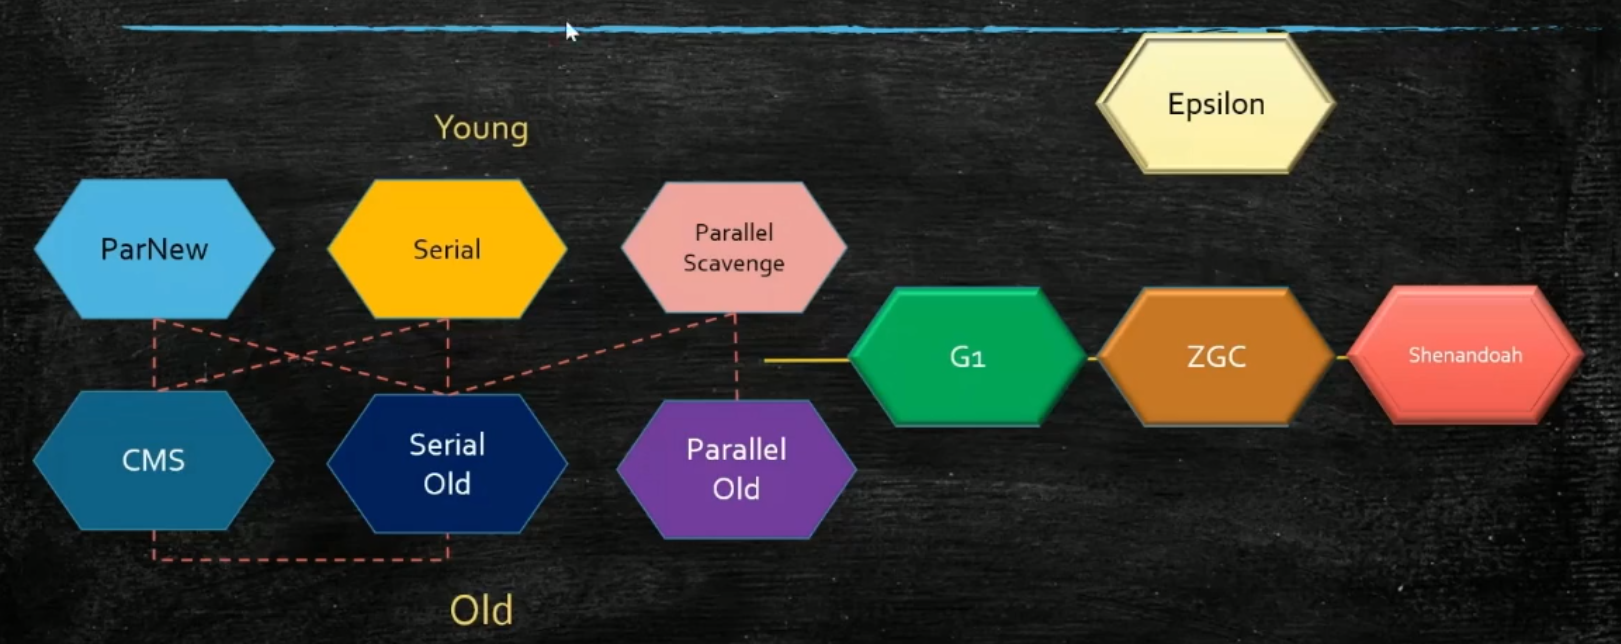 Epsilon
Young
ParNew
Serial
Parallel
Scavenge
G1
ZGC
Shenandoah
CMS
Serial
Old
Parallel
Old
Old